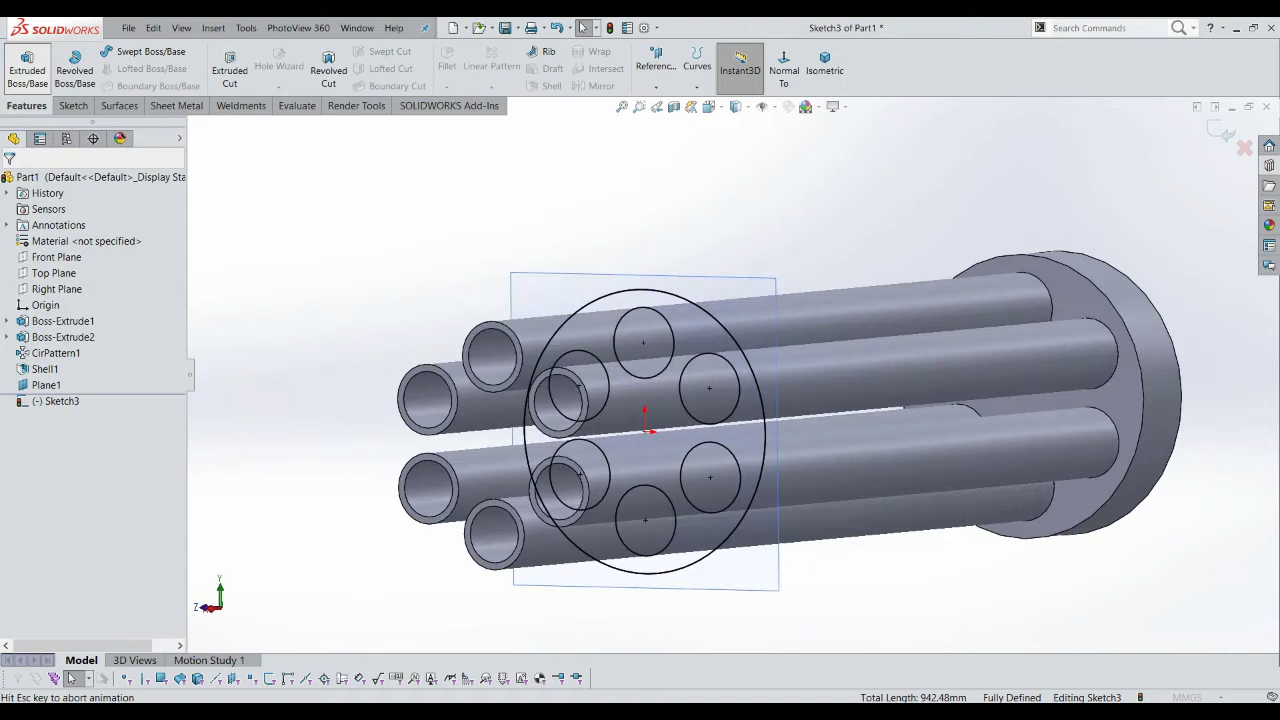 SOLIDWORKS File Edit View Insert Tools PhotoView 360 Window Help Sketch3 of Part1 * Search Commands
Extruded Boss/Base
Revolved Boss/Base
Swept Boss/Base
Lofted Boss/Base
Boundary Boss/Base
Extruded Cut
Hole Wizard
Revolved Cut
Swept Cut
Lofted Cut
Boundary Cut
Fillet
Linear Pattern
Rib
Draft
Shell
Wrap
Intersect
Mirror
Referenc...
Curves
Instant3D
Normal To
Isometric
Features Sketch Surfaces Sheet Metal Weldments Evaluate Render Tools SOLIDWORKS Add-Ins
Part1 (Default<<Default>_Display Sta
History
Sensors
Annotations
Material <not specified>
Front Plane
Top Plane
Right Plane
Origin
Boss-Extrude1
Boss-Extrude2
CirPattern1
Shell1
Plane1
(-) Sketch3
Y
Z
Model 3D Views Motion Study 1
Hit Esc key to abort animation Total Length: 942.48mm Fully Defined Editing Sketch3 MMGS